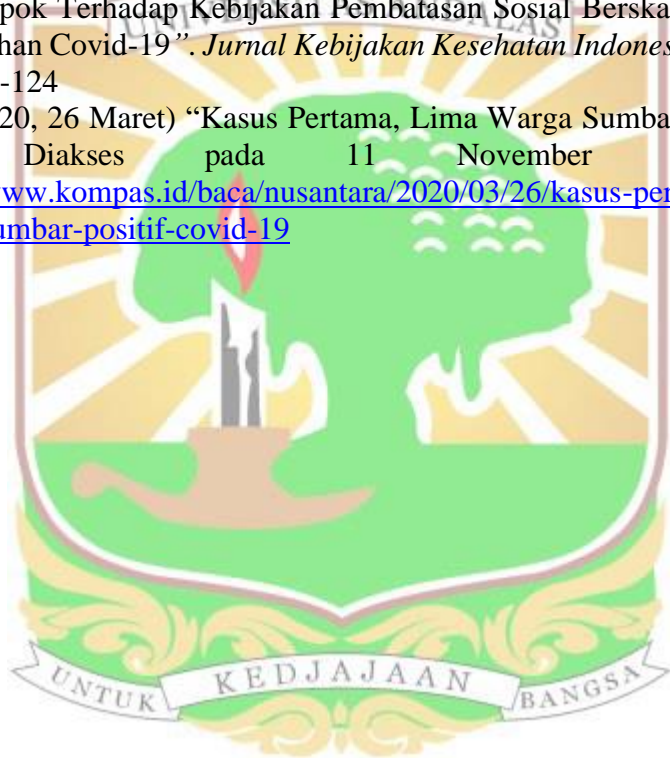 pok Terhadap Kebijakan Pembatasan Sosial Berska
han Covid-19”. Jurnal Kebijakan Kesehatan Indones
-124
20, 26 Maret) “Kasus Pertama, Lima Warga Sumba
Diakses pada 11 November
www.kompas.id/baca/nusantara/2020/03/26/kasus-per
umbar-positif-covid-19
UNTUK KEDJAJAAN BANGSA